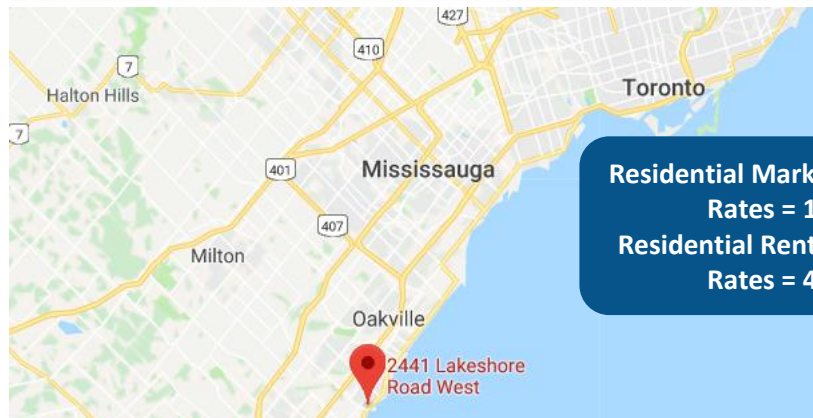 427
410
7
Halton Hills
Toronto
7
401
Mississauga
Residential Mark
Rates = 1
407
Residential Rent
Milton
Rates = 4
Oakville
2441 Lakeshore
Road West